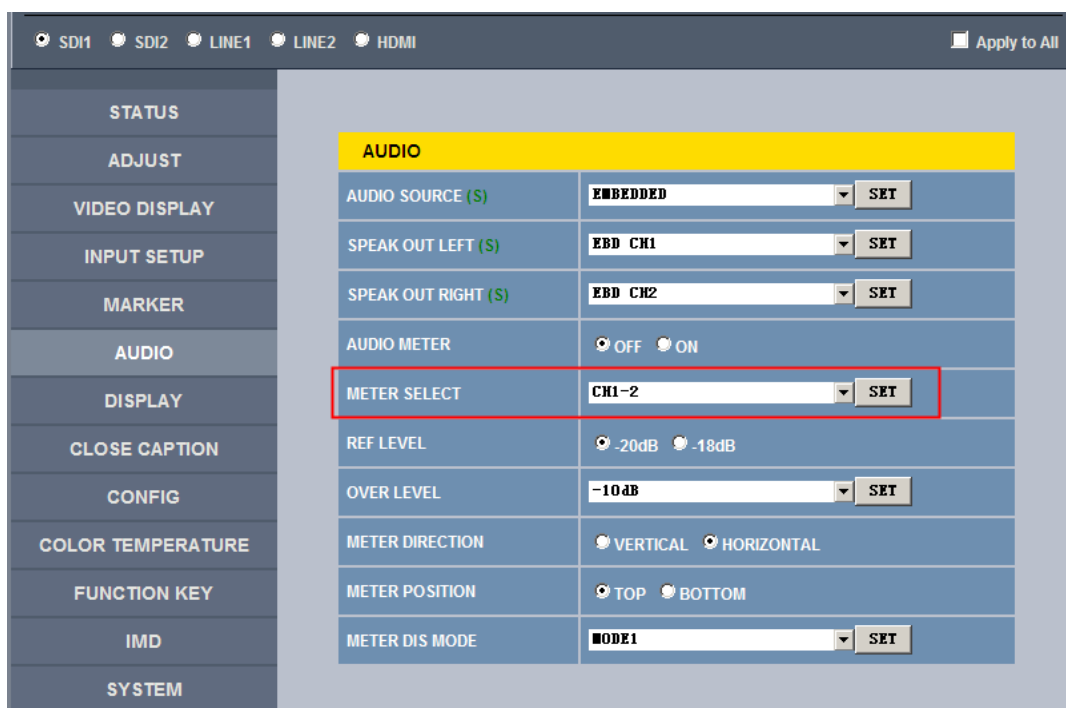 SDI1 SDI2 LINE1 LINE2 HDMI Apply to All
STATUS
ADJUST
VIDEO DISPLAY
INPUT SETUP
MARKER
AUDIO
DISPLAY
CLOSE CAPTION
CONFIG
COLOR TEMPERATURE
FUNCTION KEY
IMD
SYSTEM
AUDIO
AUDIO SOURCE (S) EMBEDDED SET
SPEAK OUT LEFT (S) EBD CH1 SET
SPEAK OUT RIGHT (S) EBD CH2 SET
AUDIO METER OFF ON
METER SELECT CH1-2 SET
REF LEVEL -20dB -18dB
OVER LEVEL -10dB SET
METER DIRECTION VERTICAL HORIZONTAL
METER POSITION TOP BOTTOM
METER DIS MODE MODE1 SET